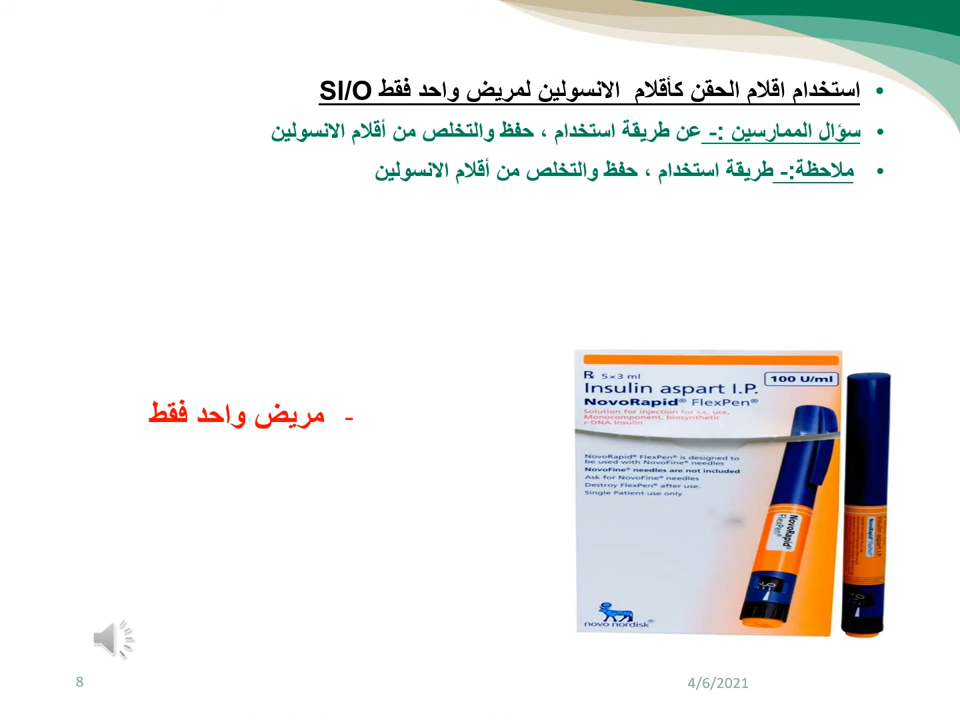 • استخدام اقلام الحقن كأقلام الانسولين لمريض واحد فقط SI/O
• سؤال الممارسين :- عن طريقة استخدام ، حفظ والتخلص من أقلام الانسولين
• ملاحظة:- طريقة استخدام ، حفظ والتخلص من أقلام الانسولين
- مريض واحد فقط
℞ 5×3 ml
100 U/ml
Insulin aspart I.P.
NovoRapid® FlexPen®
Solution for injection for s.c. use,
Monocomponent, biosynthetic
r-DNA Insulin
NovoRapid® FlexPen® is designed to
be used with NovoFine® needles
NovoFine® needles are not included
Ask for NovoFine® needles
Destroy FlexPen® after use.
Single Patient use only
NovoRapid®
FlexPen®
novo nordisk®
8
4/6/2021